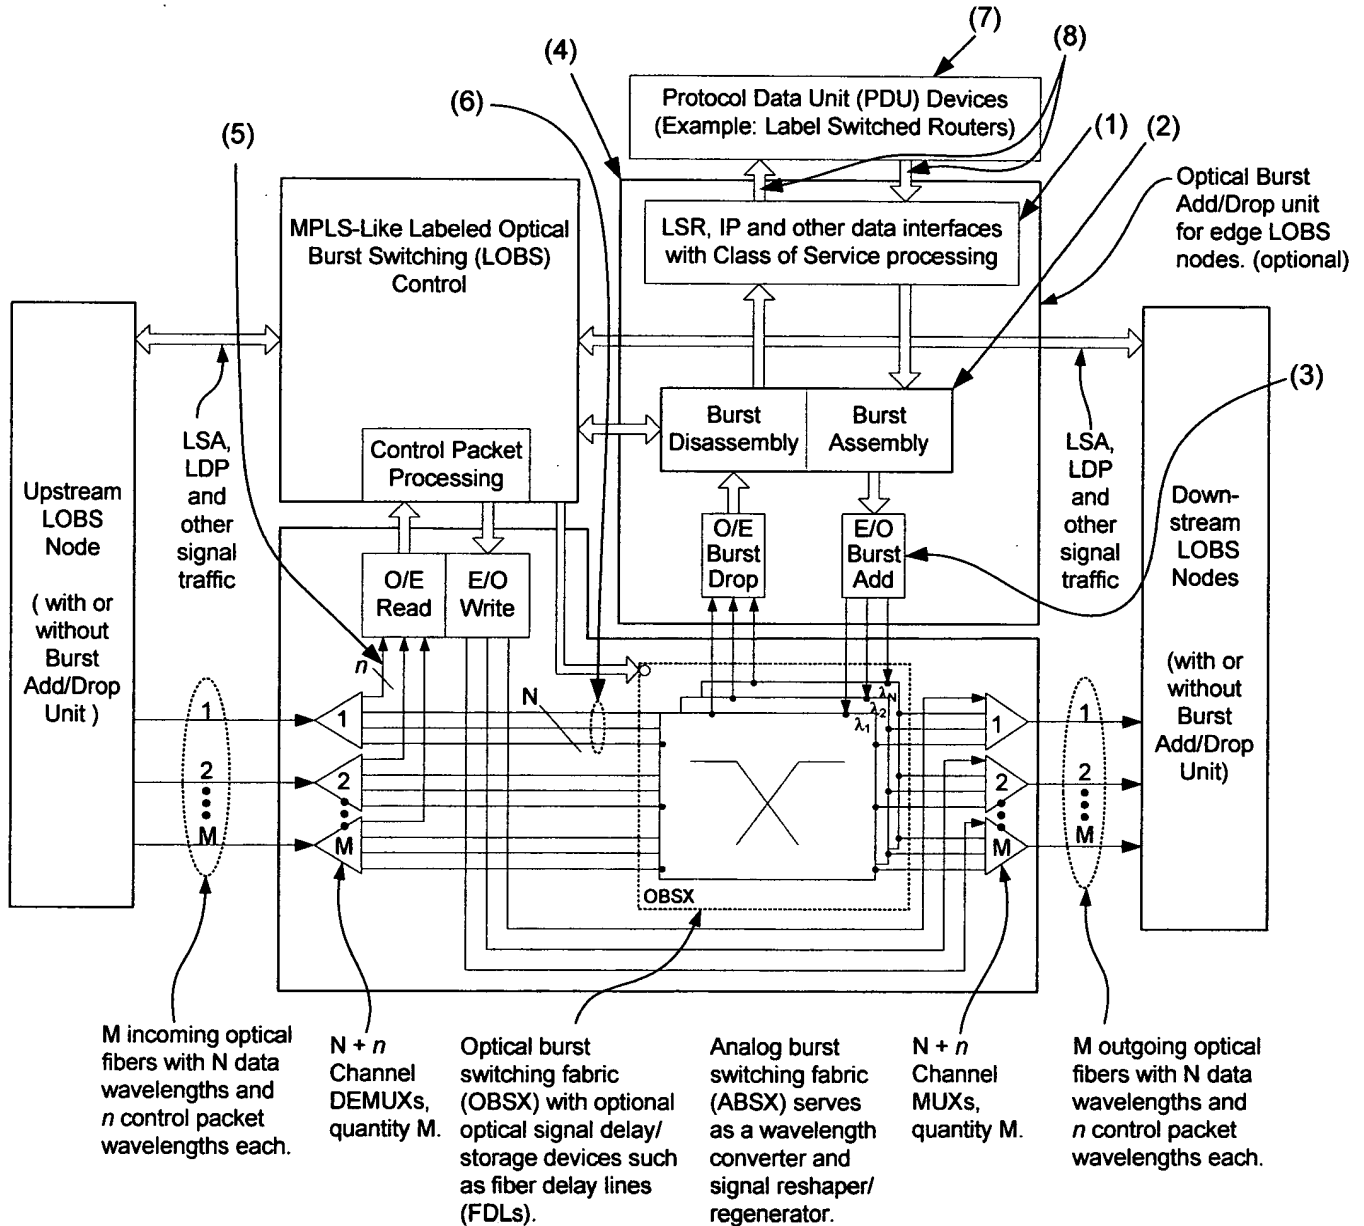 (7)
(4)
(8)
(6)
(5)
Protocol Data Unit (PDU) Devices
(Example: Label Switched Routers)
(1)
(2)
MPLS-Like Labeled Optical
Burst Switching (LOBS)
Control
LSR, IP and other data interfaces
with Class of Service processing
Optical Burst
Add/Drop unit
for edge LOBS
nodes. (optional)
(3)
LSA,
LDP
and
other
signal
traffic
Control Packet
Processing
Burst
Disassembly
Burst
Assembly
LSA,
LDP
and
other
signal
traffic
Upstream
LOBS
Node
( with or
without
Burst
Add/Drop
Unit )
Down-
stream
LOBS
Nodes
(with or
without
Burst
Add/Drop
Unit)
O/E
Read
E/O
Write
O/E
Burst
Drop
E/O
Burst
Add
n
N
λN
λ2
λ1
1
2
M
1
2
M
1
2
M
1
2
M
OBSX
M incoming optical
fibers with N data
wavelengths and
n control packet
wavelengths each.
N + n
Channel
DEMUXs,
quantity M.
Optical burst
switching fabric
(OBSX) with optional
optical signal delay/
storage devices such
as fiber delay lines
(FDLs).
Analog burst
switching fabric
(ABSX) serves
as a wavelength
converter and
signal reshaper/
regenerator.
N + n
Channel
MUXs,
quantity M.
M outgoing optical
fibers with N data
wavelengths and
n control packet
wavelengths each.